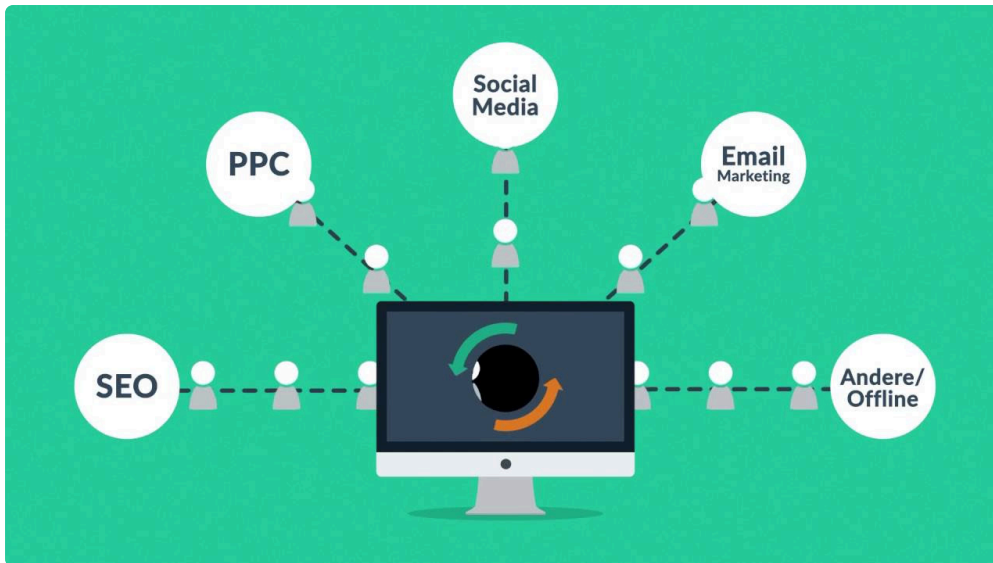 Social
Media
PPC
Email
Marketing
SEO
Andere/
Offline